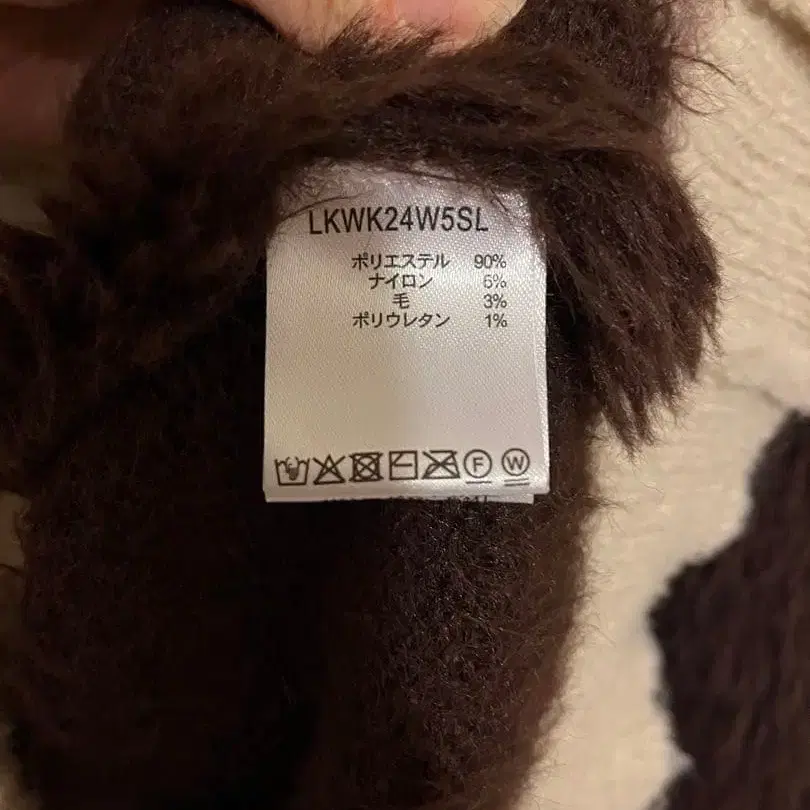 LKWK24W5SL
ポリエステル 90%
ナイロン 6%
毛 3%
ポリウレタン 1%
F W